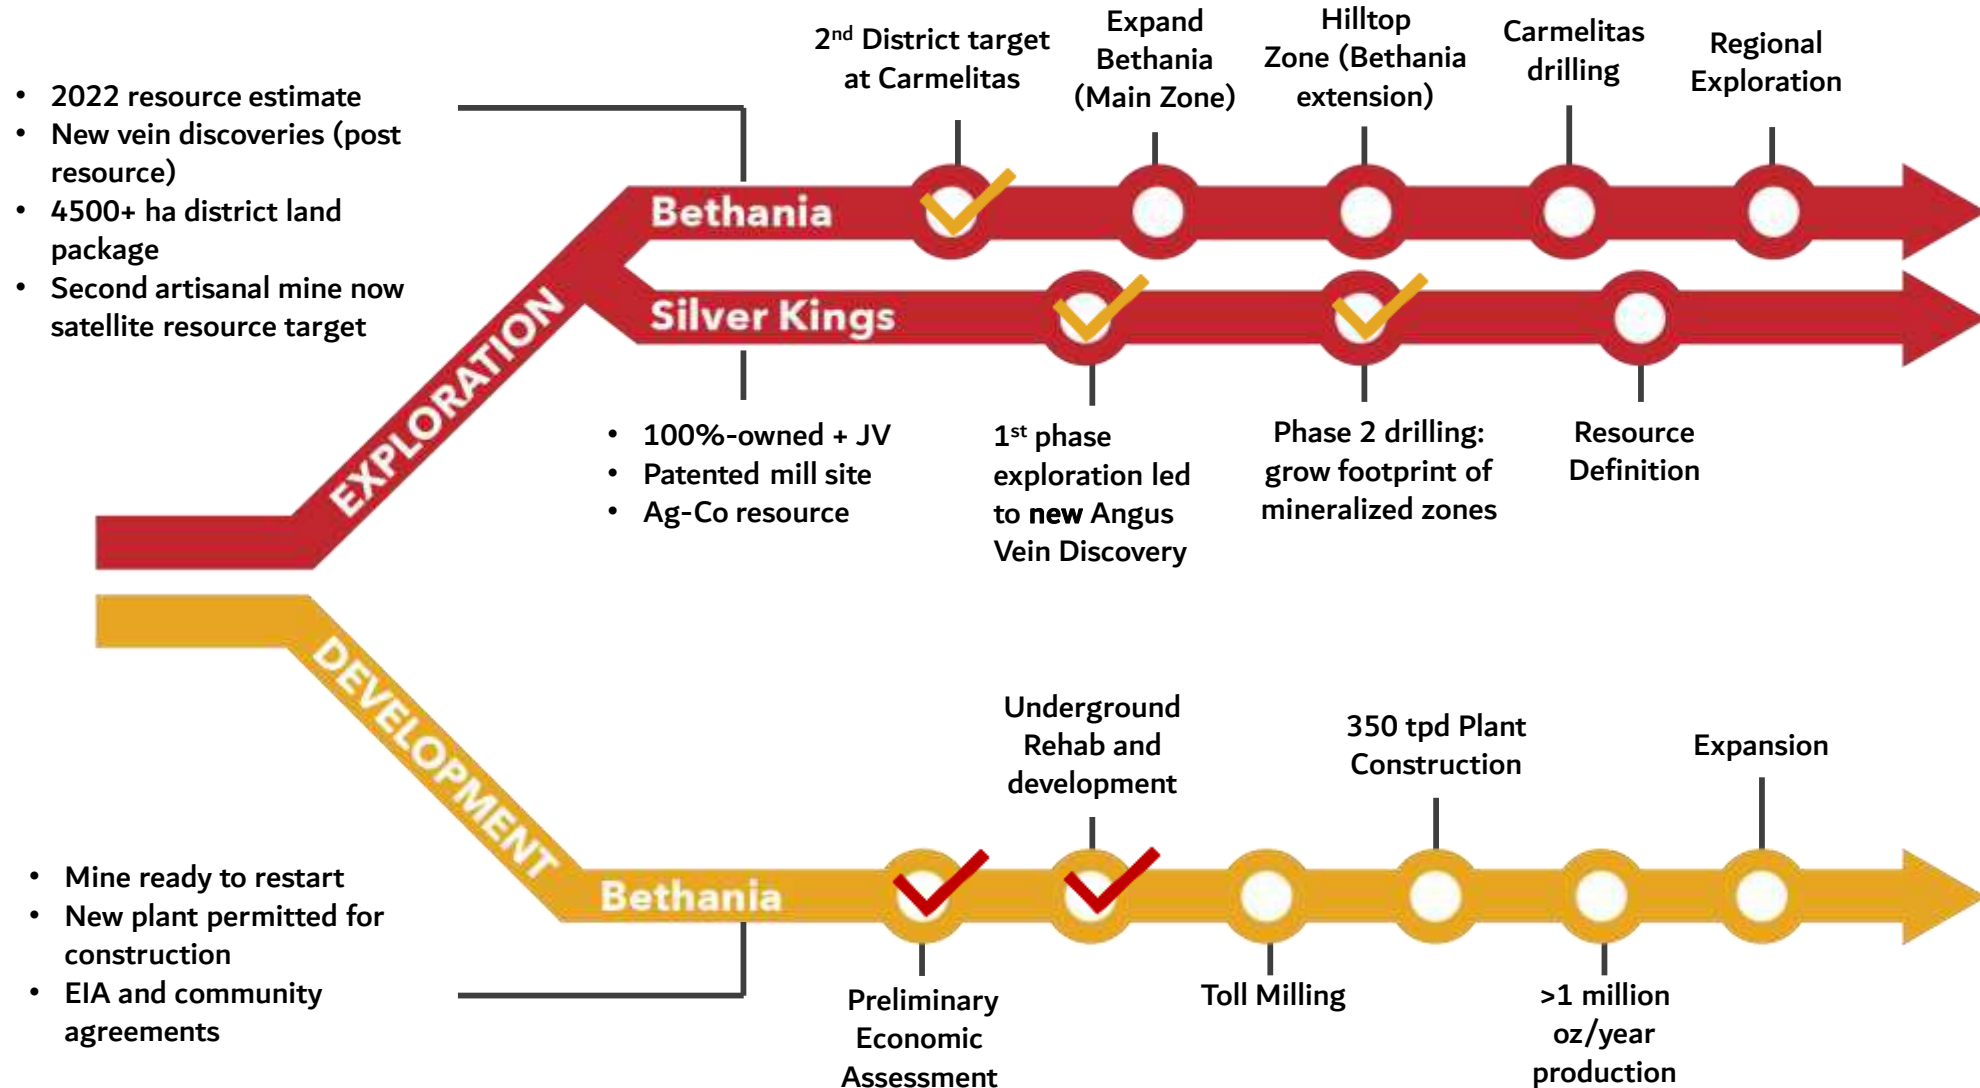 2nd District target
at Carmelitas
Expand
Bethania
(Main Zone)
Hilltop
Zone (Bethania
extension)
Carmelitas
drilling
Regional
Exploration
• 2022 resource estimate
• New vein discoveries (post
resource)
• 4500+ ha district land
package
• Second artisanal mine now
satellite resource target
Bethania
Silver Kings
EXPLORATION
• 100%-owned + JV
• Patented mill site
• Ag-Co resource
1st phase
exploration led
to new Angus
Vein Discovery
Phase 2 drilling:
grow footprint of
mineralized zones
Resource
Definition
DEVELOPMENT
Underground
Rehab and
development
350 tpd Plant
Construction
Expansion
• Mine ready to restart
• New plant permitted for
construction
• EIA and community
agreements
Bethania
Preliminary
Economic
Assessment
Toll Milling
>1 million
oz/year
production